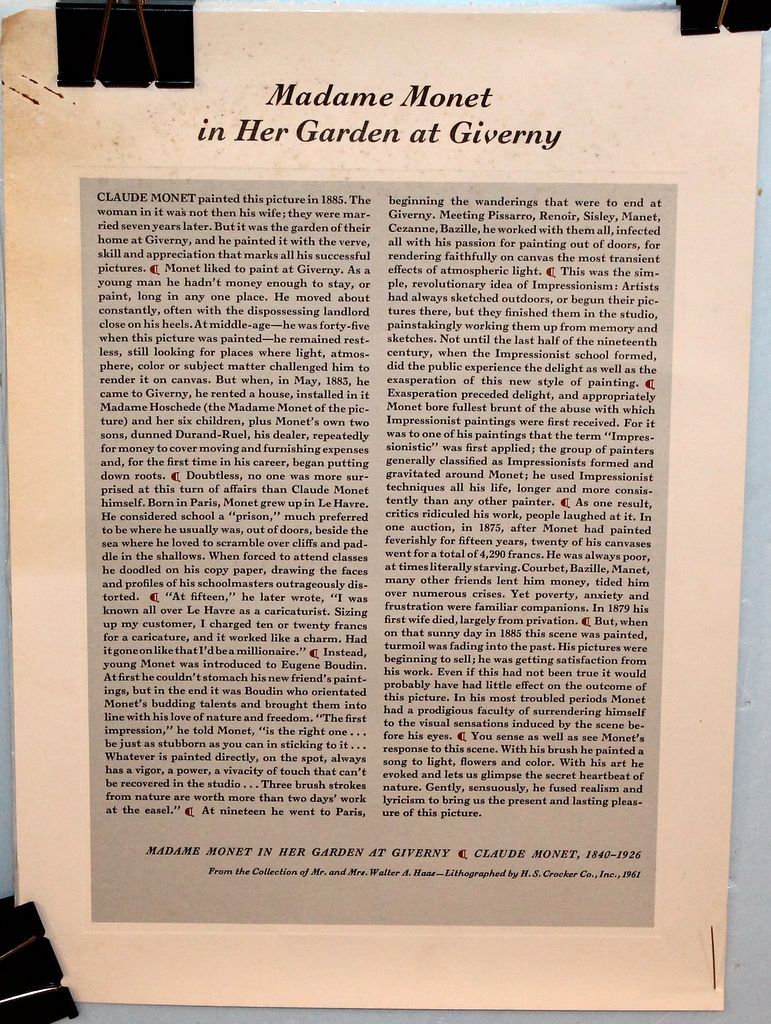 Madame Monet
in Her Garden at Giverny
CLAUDE MONET painted this picture in 1885. The
woman in it was not then his wife; they were mar-
ried seven years later. But it was the garden of their
home at Giverny, and he painted it with the verve,
skill and appreciation that marks all his successful
pictures. ¶ Monet liked to paint at Giverny. As a
young man he hadn't money enough to stay, or
paint, long in any one place. He moved about
constantly, often with the dispossessing landlord
close on his heels. At middle-age—he was forty-five
when this picture was painted—he remained rest-
less, still looking for places where light, atmos-
phere, color or subject matter challenged him to
render it on canvas. But when, in May, 1883, he
came to Giverny, he rented a house, installed in it
Madame Hoschede (the Madame Monet of the pic-
ture) and her six children, plus Monet's own two
sons, dunned Durand-Ruel, his dealer, repeatedly
for money to cover moving and furnishing expenses
and, for the first time in his career, began putting
down roots. ¶ Doubtless, no one was more sur-
prised at this turn of affairs than Claude Monet
himself. Born in Paris, Monet grew up in Le Havre.
He considered school a "prison," much preferred
to be where he usually was, out of doors, beside the
sea where he loved to scramble over cliffs and pad-
dle in the shallows. When forced to attend classes
he doodled on his copy paper, drawing the faces
and profiles of his schoolmasters outrageously dis-
torted. ¶ "At fifteen," he later wrote, "I was
known all over Le Havre as a caricaturist. Sizing
up my customer, I charged ten or twenty francs
for a caricature, and it worked like a charm. Had
it gone on like that I'd be a millionaire." ¶ Instead,
young Monet was introduced to Eugene Boudin.
At first he couldn't stomach his new friend's paint-
ings, but in the end it was Boudin who orientated
Monet's budding talents and brought them into
line with his love of nature and freedom. "The first
impression," he told Monet, "is the right one . . .
be just as stubborn as you can in sticking to it . . .
Whatever is painted directly, on the spot, always
has a vigor, a power, a vivacity of touch that can't
be recovered in the studio . . . Three brush strokes
from nature are worth more than two days' work
at the easel." ¶ At nineteen he went to Paris,
beginning the wanderings that were to end at
Giverny. Meeting Pissarro, Renoir, Sisley, Manet,
Cezanne, Bazille, he worked with them all, infected
all with his passion for painting out of doors, for
rendering faithfully on canvas the most transient
effects of atmospheric light. ¶ This was the sim-
ple, revolutionary idea of Impressionism: Artists
had always sketched outdoors, or begun their pic-
tures there, but they finished them in the studio,
painstakingly working them up from memory and
sketches. Not until the last half of the nineteenth
century, when the Impressionist school formed,
did the public experience the delight as well as the
exasperation of this new style of painting. ¶
Exasperation preceded delight, and appropriately
Monet bore fullest brunt of the abuse with which
Impressionist paintings were first received. For it
was to one of his paintings that the term "Impres-
sionistic" was first applied; the group of painters
generally classified as Impressionists formed and
gravitated around Monet; he used Impressionist
techniques all his life, longer and more consis-
tently than any other painter. ¶ As one result,
critics ridiculed his work, people laughed at it. In
one auction, in 1875, after Monet had painted
feverishly for fifteen years, twenty of his canvases
went for a total of 4,290 francs. He was always poor,
at times literally starving. Courbet, Bazille, Manet,
many other friends lent him money, tided him
over numerous crises. Yet poverty, anxiety and
frustration were familiar companions. In 1879 his
first wife died, largely from privation. ¶ But, when
on that sunny day in 1885 this scene was painted,
turmoil was fading into the past. His pictures were
beginning to sell; he was getting satisfaction from
his work. Even if this had not been true it would
probably have had little effect on the outcome of
this picture. In his most troubled periods Monet
had a prodigious faculty of surrendering himself
to the visual sensations induced by the scene be-
fore his eyes. ¶ You sense as well as see Monet's
response to this scene. With his brush he painted a
song to light, flowers and color. With his art he
evoked and lets us glimpse the secret heartbeat of
nature. Gently, sensuously, he fused realism and
lyricism to bring us the present and lasting pleas-
ure of this picture.
MADAME MONET IN HER GARDEN AT GIVERNY ¶ CLAUDE MONET, 1840–1926
From the Collection of Mr. and Mrs. Walter A. Haas—Lithographed by H. S. Crocker Co., Inc., 1961